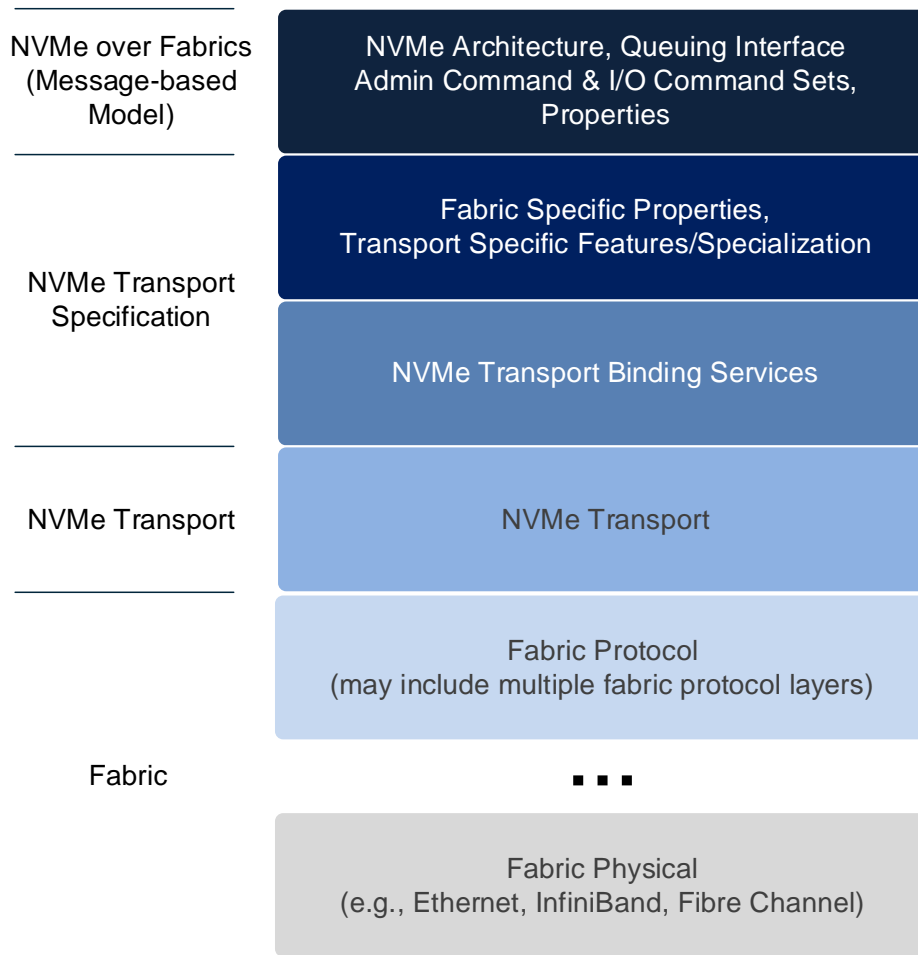 NVMe over Fabrics
(Message-based
Model)
NVMe Architecture, Queuing Interface
Admin Command & I/O Command Sets,
Properties
NVMe Transport
Specification
Fabric Specific Properties,
Transport Specific Features/Specialization
NVMe Transport Binding Services
NVMe Transport
NVMe Transport
Fabric
Fabric Protocol
(may include multiple fabric protocol layers)
...
Fabric Physical
(e.g., Ethernet, InfiniBand, Fibre Channel)